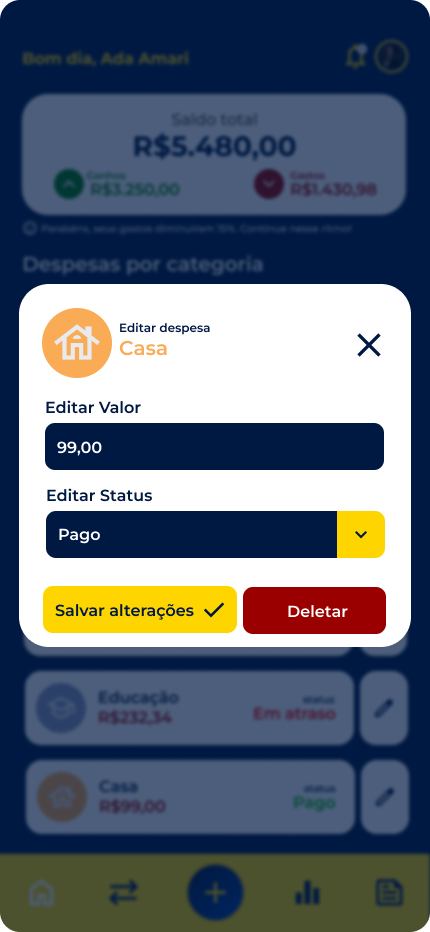 Bom dia, Ada Amari
Saldo total
R$5.480,00
Ganhos
R$3.250,00
Gastos
R$1.430,98
Parabéns, seus gastos diminuíram 15%. Continue nesse ritmo!
Despesas por categoria
Editar despesa
Casa
Editar Valor
99,00
Editar Status
Pago
Salvar alterações
Deletar
Educação
R$232,34
status
Em atraso
Casa
R$99,00
status
Pago